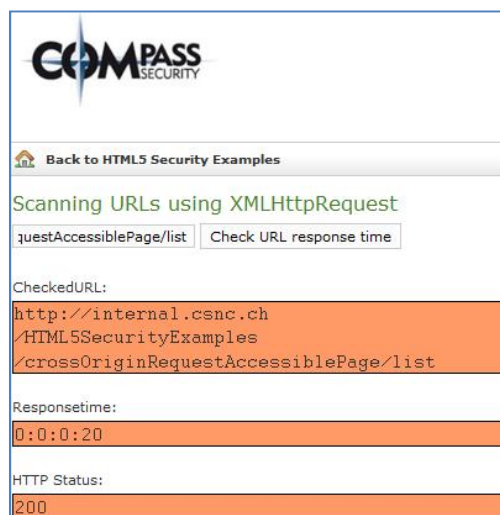 COMPASS
SECURITY
Back to HTML5 Security Examples
Scanning URLs using XMLHttpRequest
questAccessiblePage/list Check URL response time
CheckedURL:
http://internal.csnc.ch
/HTML5SecurityExamples
/crossOriginRequestAccessiblePage/list
Responsetime:
0:0:0:20
HTTP Status:
200